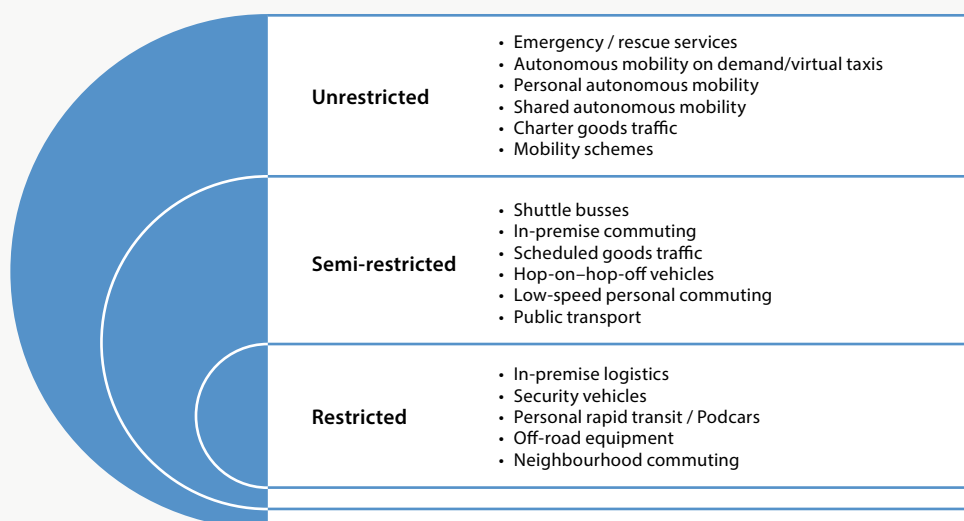 Unrestricted
• Emergency / rescue services
• Autonomous mobility on demand/virtual taxis
• Personal autonomous mobility
• Shared autonomous mobility
• Charter goods traffic
• Mobility schemes
Semi-restricted
• Shuttle busses
• In-premise commuting
• Scheduled goods traffic
• Hop-on–hop-off vehicles
• Low-speed personal commuting
• Public transport
Restricted
• In-premise logistics
• Security vehicles
• Personal rapid transit / Podcars
• Off-road equipment
• Neighbourhood commuting